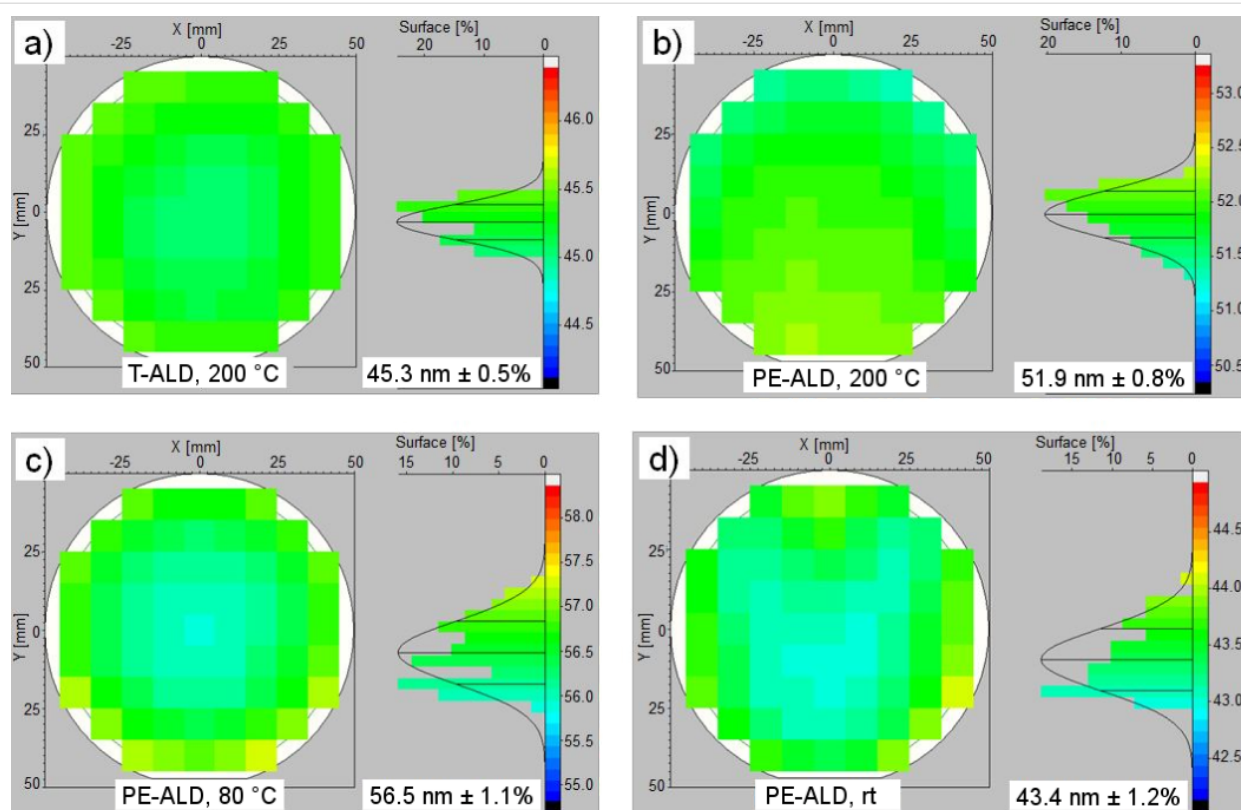 a)
X [mm]
-25 0 25 50
Surface [%]
20 10 0
Y [mm]
25
0
25
50
46.0
45.5
45.0
44.5
T-ALD, 200 °C
45.3 nm ± 0.5%
b)
X [mm]
-25 0 25 50
Surface [%]
20 10 0
Y [mm]
25
0
25
50
53.0
52.5
52.0
51.5
51.0
50.5
PE-ALD, 200 °C
51.9 nm ± 0.8%
c)
X [mm]
-25 0 25 50
Surface [%]
15 10 5 0
Y [mm]
25
0
25
50
58.0
57.5
57.0
56.5
56.0
55.5
55.0
PE-ALD, 80 °C
56.5 nm ± 1.1%
d)
X [mm]
-25 0 25 50
Surface [%]
15 10 5 0
Y [mm]
25
0
25
50
44.5
44.0
43.5
43.0
42.5
PE-ALD, rt
43.4 nm ± 1.2%